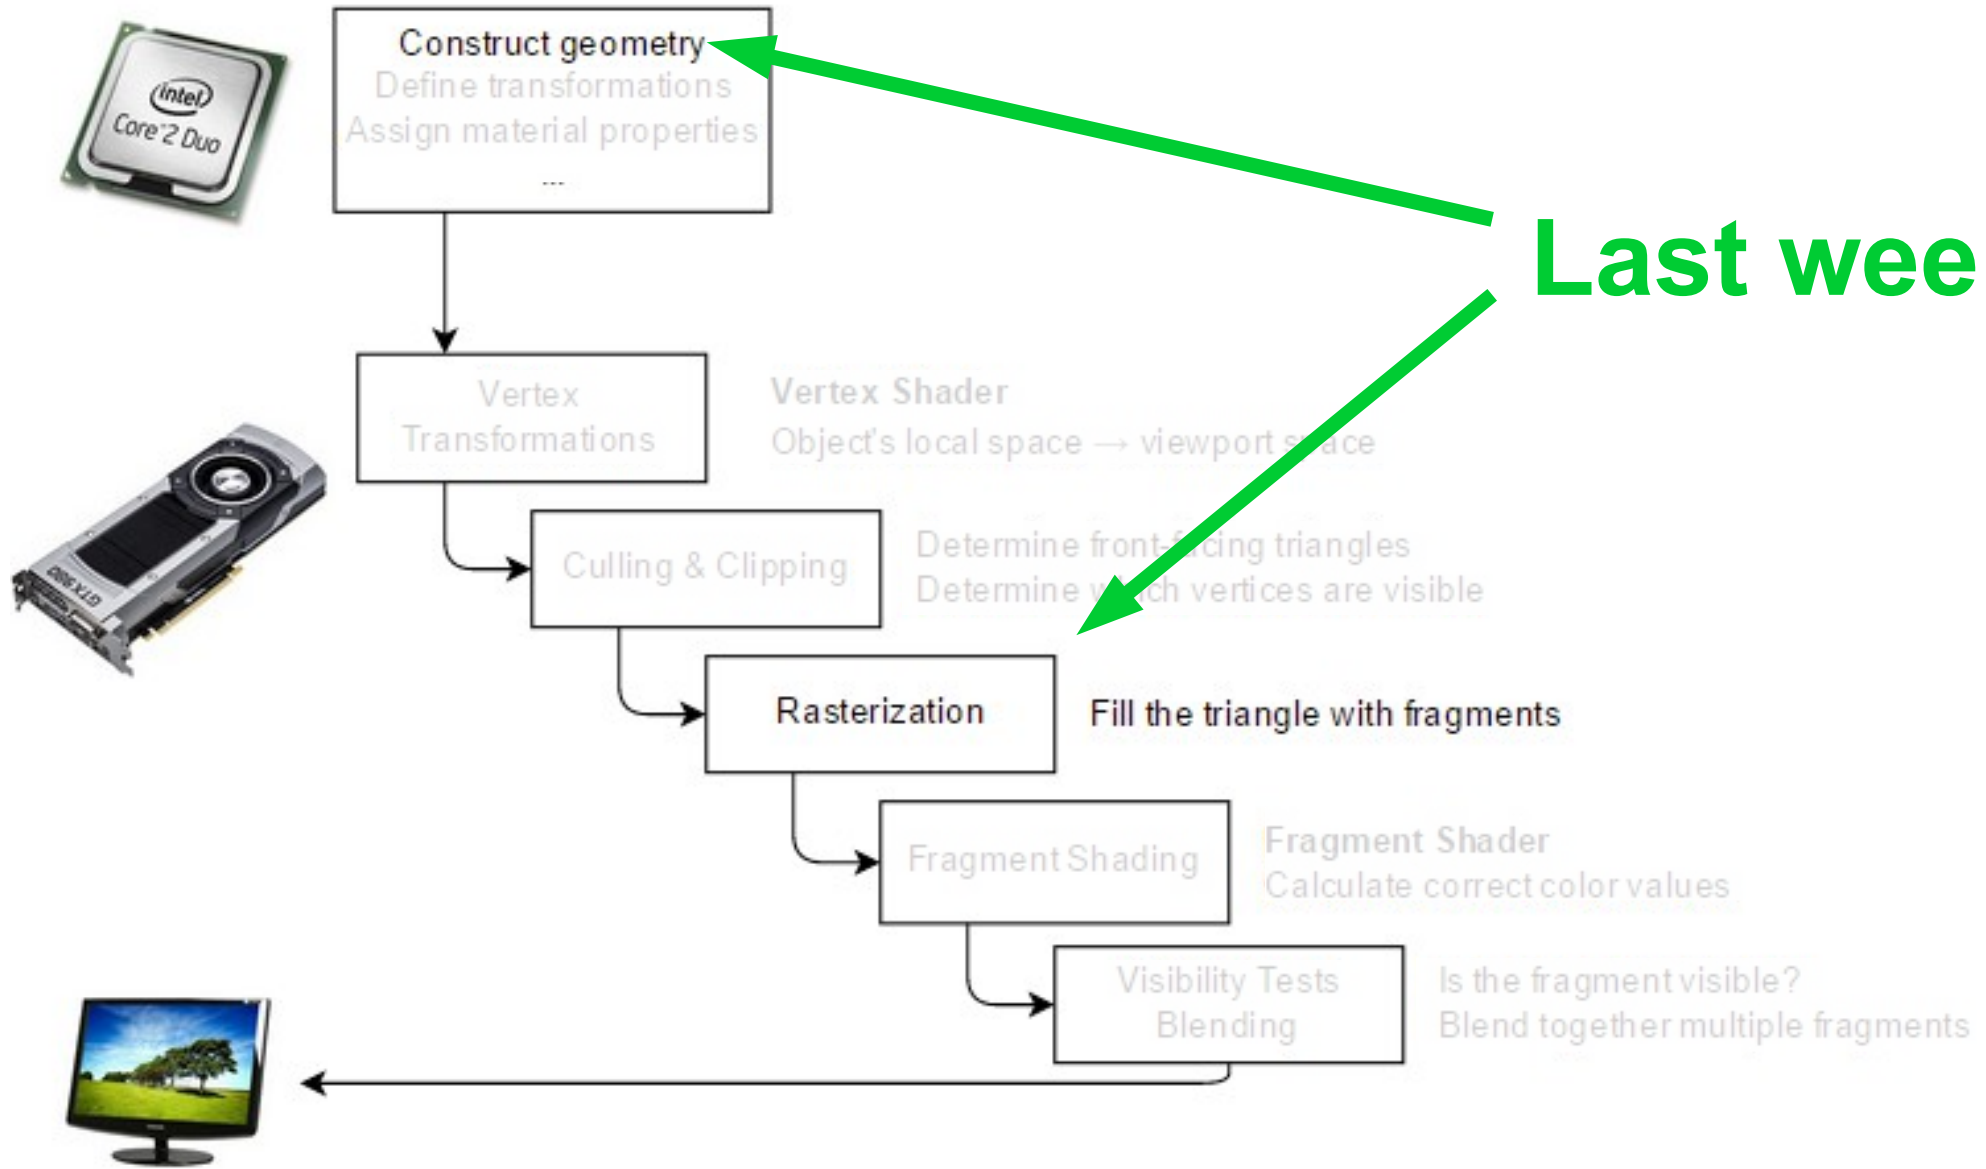 Construct geometry
Define transformations
Assign material properties
...
intel
Core™2 Duo
Last wee
Vertex
Transformations
Vertex Shader
Object's local space → viewport space
Culling & Clipping
Determine front-facing triangles
Determine which vertices are visible
GTX 980
Rasterization
Fill the triangle with fragments
Fragment Shading
Fragment Shader
Calculate correct color values
Visibility Tests
Blending
Is the fragment visible?
Blend together multiple fragments